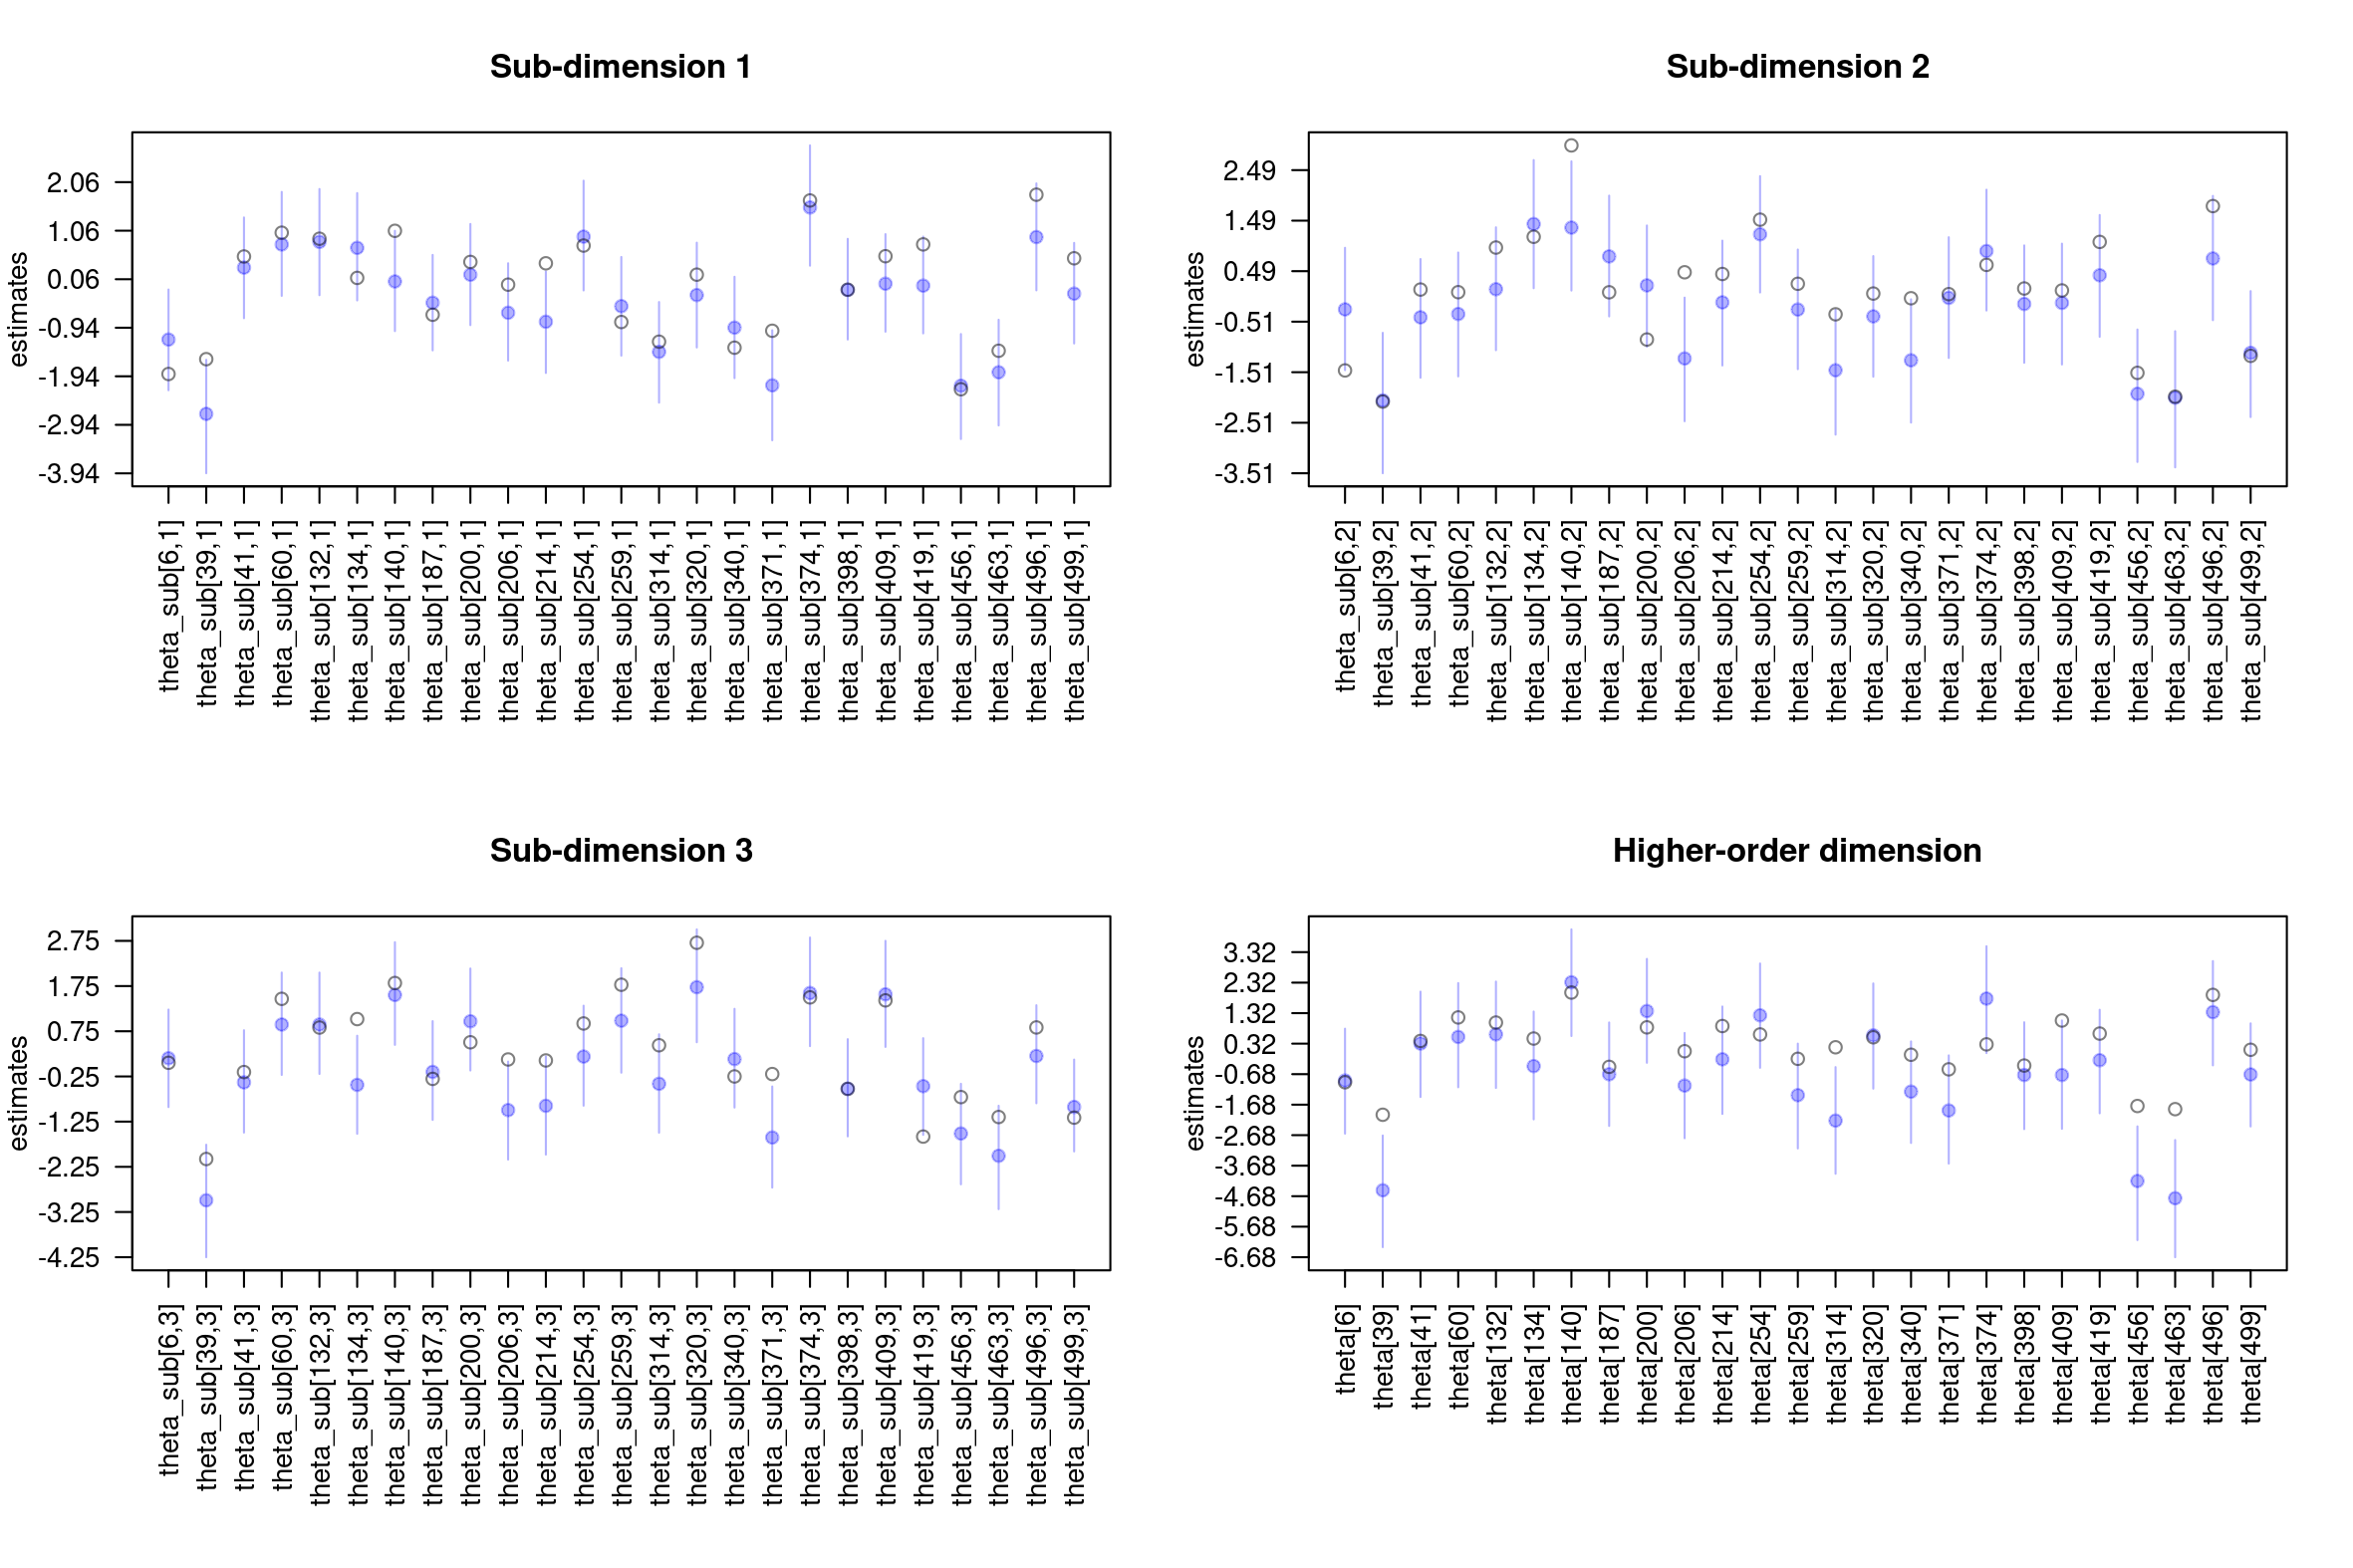 Sub-dimension 1
estimates
2.06
1.06
0.06
-0.94
-1.94
-2.94
-3.94
theta_sub[6,1]
theta_sub[39,1]
theta_sub[41,1]
theta_sub[60,1]
theta_sub[132,1]
theta_sub[134,1]
theta_sub[140,1]
theta_sub[187,1]
theta_sub[200,1]
theta_sub[206,1]
theta_sub[214,1]
theta_sub[254,1]
theta_sub[259,1]
theta_sub[314,1]
theta_sub[320,1]
theta_sub[340,1]
theta_sub[371,1]
theta_sub[374,1]
theta_sub[398,1]
theta_sub[409,1]
theta_sub[419,1]
theta_sub[456,1]
theta_sub[463,1]
theta_sub[496,1]
theta_sub[499,1]
Sub-dimension 2
estimates
2.49
1.49
0.49
-0.51
-1.51
-2.51
-3.51
theta_sub[6,2]
theta_sub[39,2]
theta_sub[41,2]
theta_sub[60,2]
theta_sub[132,2]
theta_sub[134,2]
theta_sub[140,2]
theta_sub[187,2]
theta_sub[200,2]
theta_sub[206,2]
theta_sub[214,2]
theta_sub[254,2]
theta_sub[259,2]
theta_sub[314,2]
theta_sub[320,2]
theta_sub[340,2]
theta_sub[371,2]
theta_sub[374,2]
theta_sub[398,2]
theta_sub[409,2]
theta_sub[419,2]
theta_sub[456,2]
theta_sub[463,2]
theta_sub[496,2]
theta_sub[499,2]
Sub-dimension 3
estimates
2.75
1.75
0.75
-0.25
-1.25
-2.25
-3.25
-4.25
theta_sub[6,3]
theta_sub[39,3]
theta_sub[41,3]
theta_sub[60,3]
theta_sub[132,3]
theta_sub[134,3]
theta_sub[140,3]
theta_sub[187,3]
theta_sub[200,3]
theta_sub[206,3]
theta_sub[214,3]
theta_sub[254,3]
theta_sub[259,3]
theta_sub[314,3]
theta_sub[320,3]
theta_sub[340,3]
theta_sub[371,3]
theta_sub[374,3]
theta_sub[398,3]
theta_sub[409,3]
theta_sub[419,3]
theta_sub[456,3]
theta_sub[463,3]
theta_sub[496,3]
theta_sub[499,3]
Higher-order dimension
estimates
3.32
2.32
1.32
0.32
-0.68
-1.68
-2.68
-3.68
-4.68
-5.68
-6.68
theta[6]
theta[39]
theta[41]
theta[60]
theta[132]
theta[134]
theta[140]
theta[187]
theta[200]
theta[206]
theta[214]
theta[254]
theta[259]
theta[314]
theta[320]
theta[340]
theta[371]
theta[374]
theta[398]
theta[409]
theta[419]
theta[456]
theta[463]
theta[496]
theta[499]